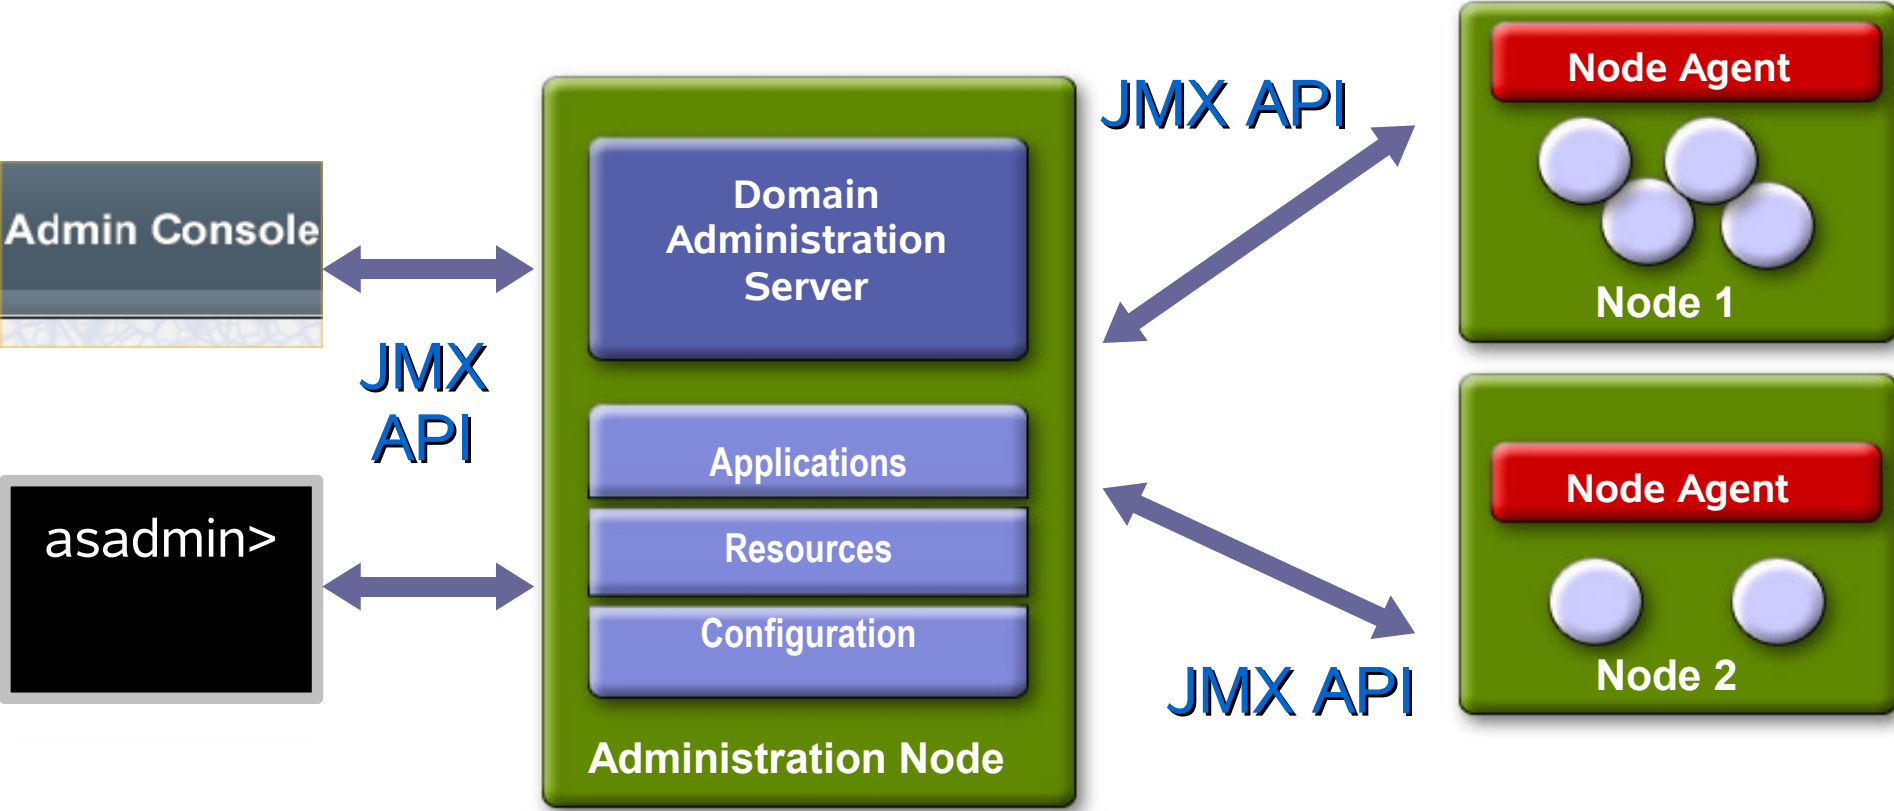 Admin Console
JMX
API
asadmin>
Domain
Administration
Server
Applications
Resources
Configuration
Administration Node
JMX API
JMX API
Node Agent
Node 1
Node Agent
Node 2